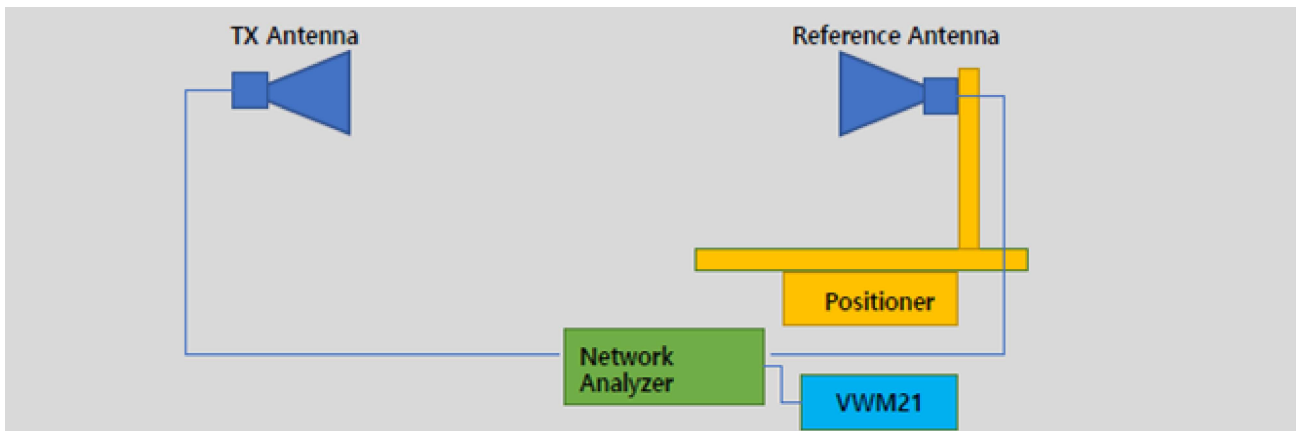 TX Antenna
Reference Antenna
Positioner
Network
Analyzer
VWM21